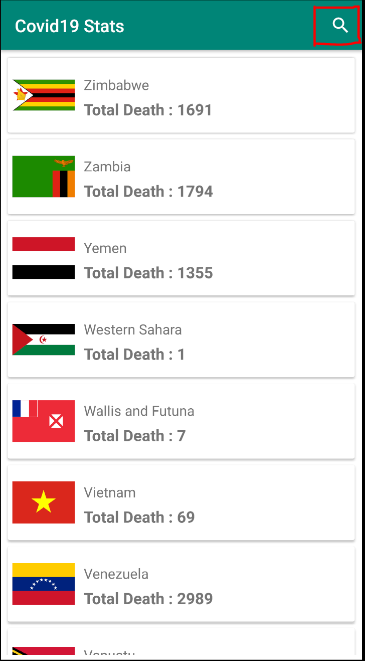 Covid19 Stats
Zimbabwe
Total Death : 1691
Zambia
Total Death : 1794
Yemen
Total Death : 1355
Western Sahara
Total Death : 1
Wallis and Futuna
Total Death : 7
Vietnam
Total Death : 69
Venezuela
Total Death : 2989